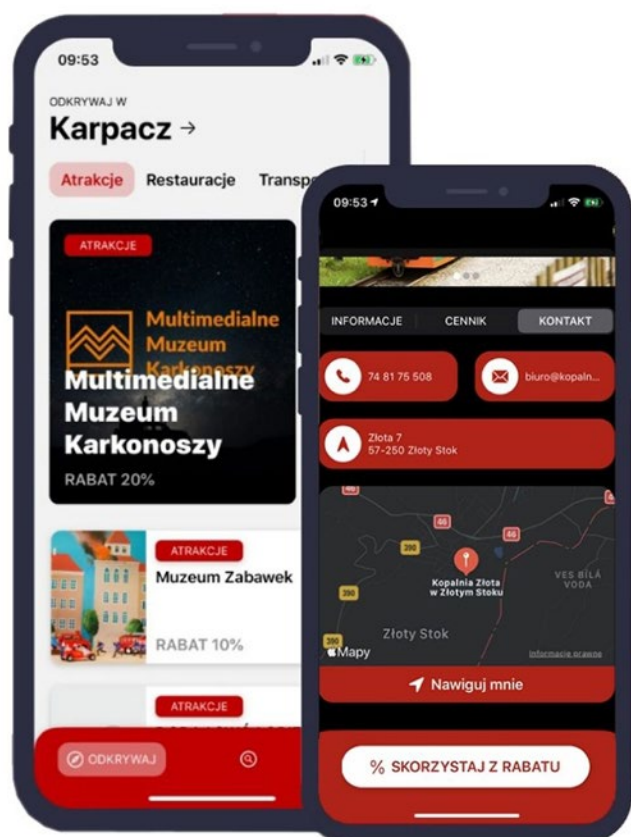 09:53
ODKRYWAJ W
Karpacz →
Atrakcje Restauracje Transpo
ATRAKCJE
Multimedialne
Muzeum
Karkonoszy
Multimedialne
Muzeum
Karkonoszy
RABAT 20%
ATRAKCJE
Muzeum Zabawek
RABAT 10%
ATRAKCJE
ODKRYWAJ
09:53
INFORMACJE CENNIK KONTAKT
74 81 75 508 biuro@kopaln...
Złota 7
57-250 Złoty Stok
46
46
46
390
390
390
Kopalnia Złota
w Złotym Stoku
VES BÍLÁ
VODA
Złoty Stok
Mapy
Informacje prawne
Nawiguj mnie
% SKORZYSTAJ Z RABATU